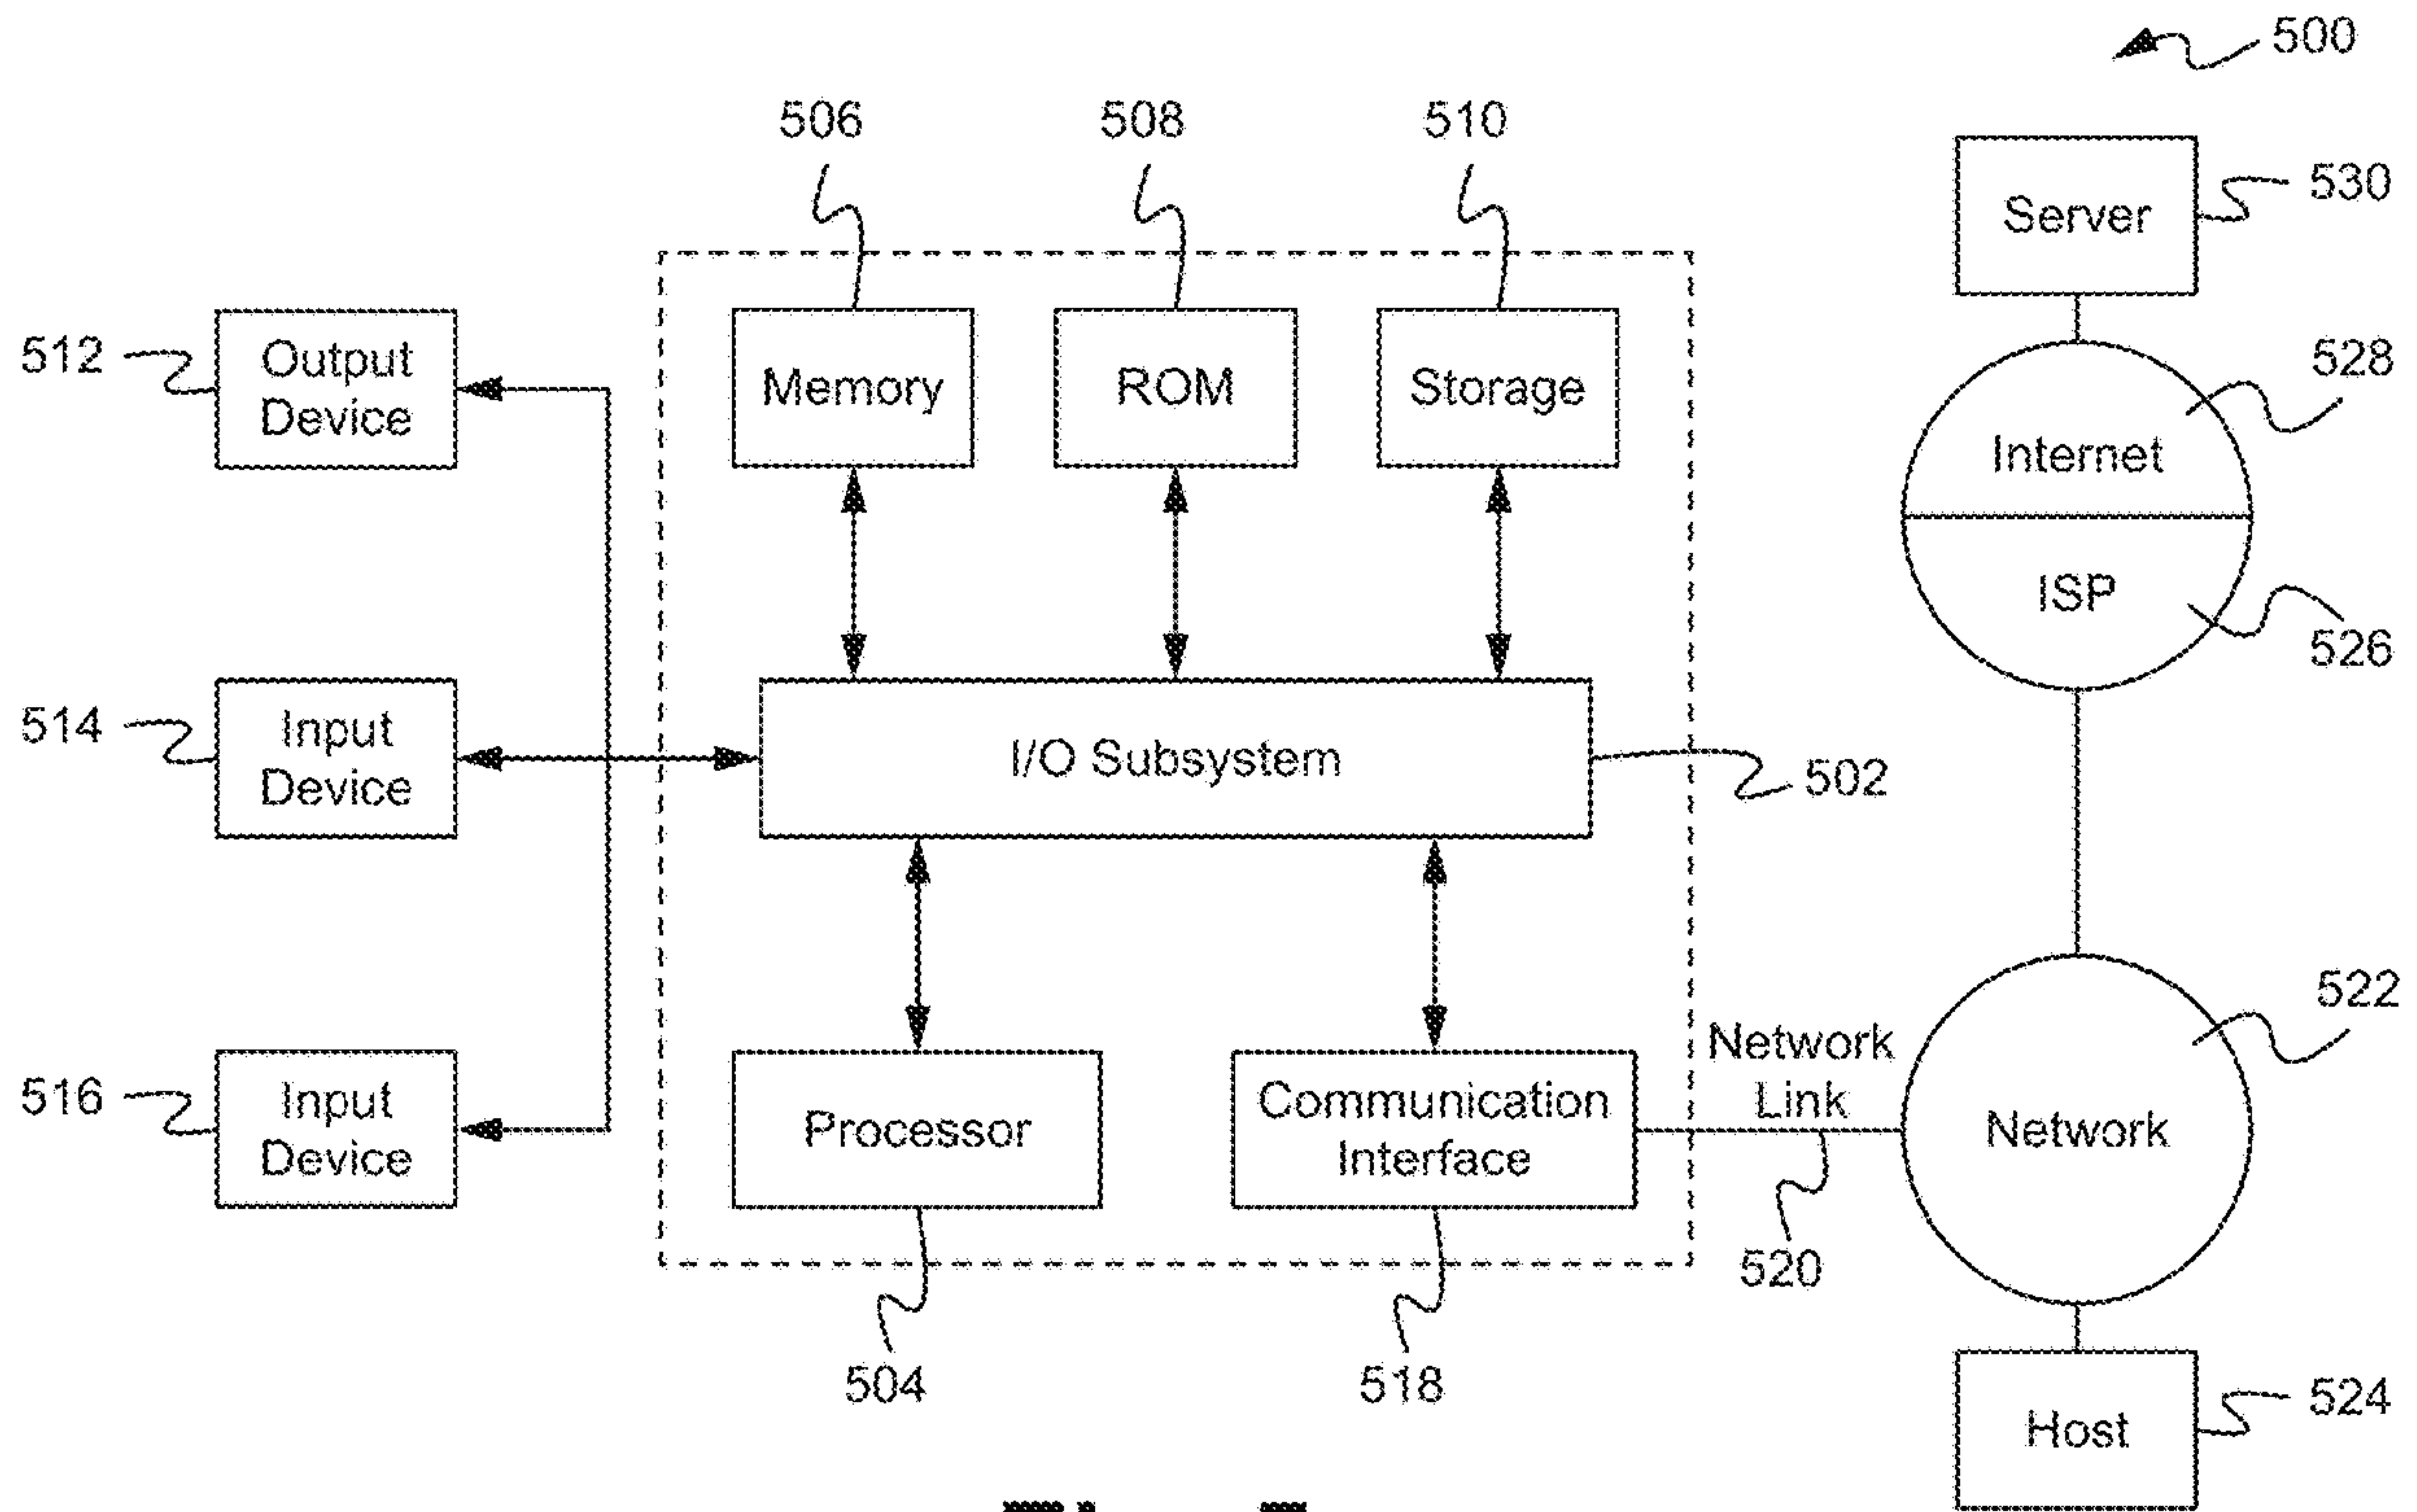 500
506
508
510
530
Server
512
Output
Device
Memory
ROM
Storage
528
Internet
ISP
526
514
Input
Device
I/O Subsystem
502
522
516
Input
Device
Processor
Communication
Interface
Network
Link
Network
520
504
518
524
Host